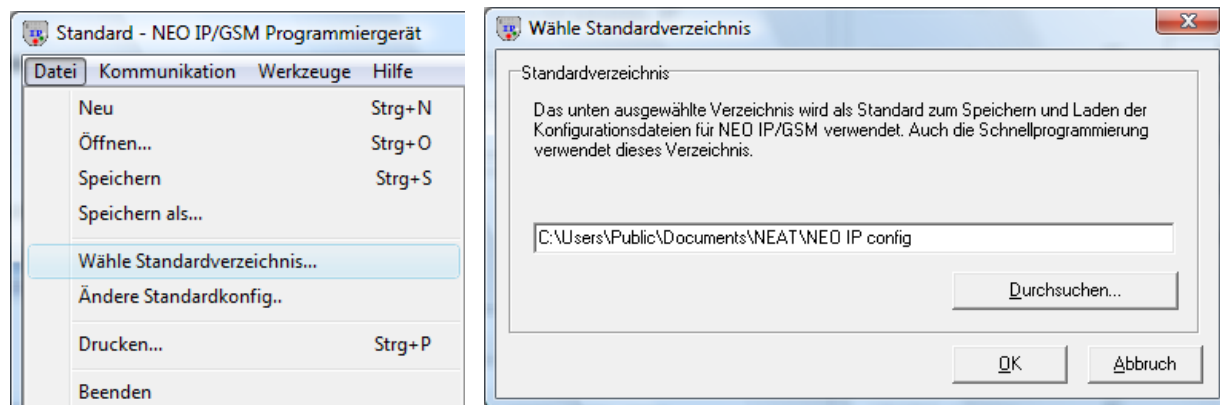 Standard - NEO IP/GSM Programmiergerät
Datei Kommunikation Werkzeuge Hilfe
Neu Strg+N
Öffnen... Strg+O
Speichern Strg+S
Speichern als...
Wähle Standardverzeichnis...
Ändere Standardkonfig..
Drucken... Strg+P
Beenden
Wähle Standardverzeichnis
Standardverzeichnis
Das unten ausgewählte Verzeichnis wird als Standard zum Speichern und Laden der
Konfigurationsdateien für NEO IP/GSM verwendet. Auch die Schnellprogrammierung
verwendet dieses Verzeichnis.
C:\Users\Public\Documents\NEAT\NEO IP config
Durchsuchen...
OK Abbruch